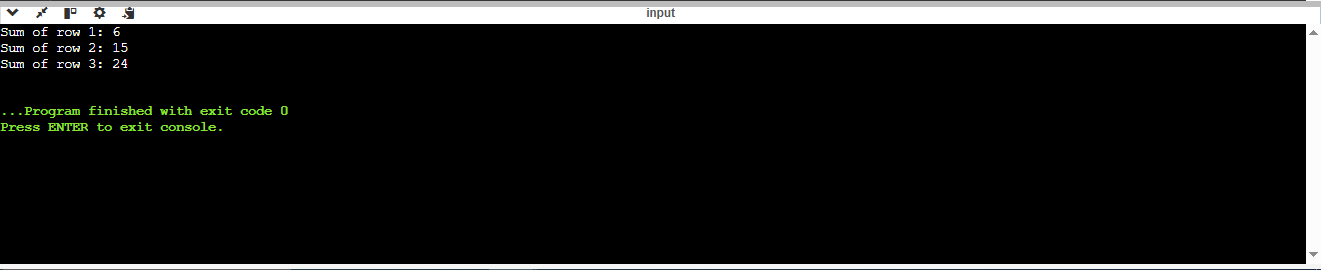 input
Sum of row 1: 6
Sum of row 2: 15
Sum of row 3: 24
...Program finished with exit code 0
Press ENTER to exit console.